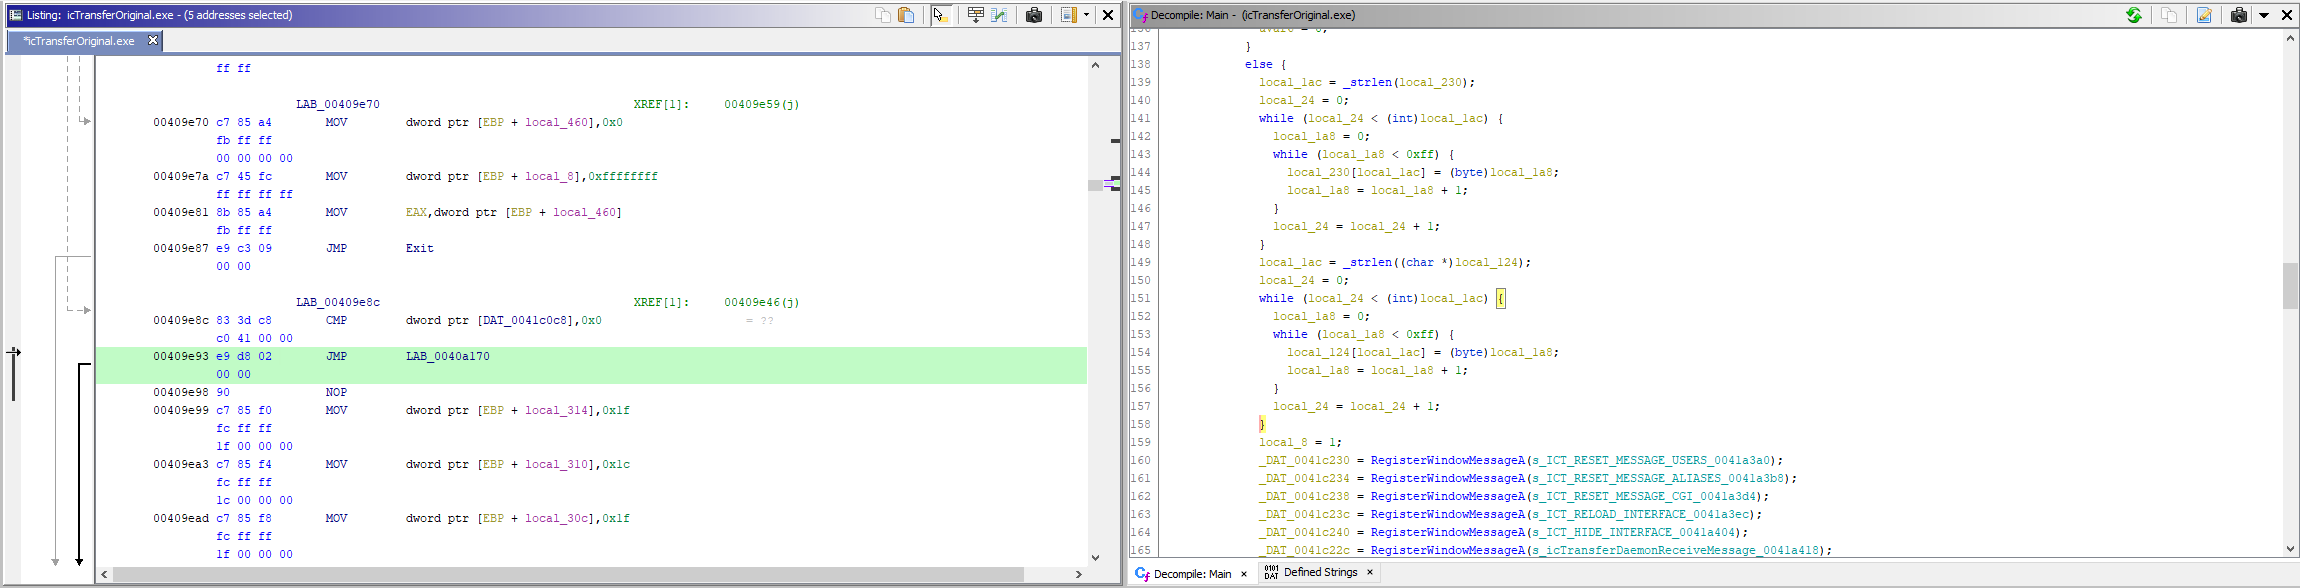 Listing: icTransferOriginal.exe - (5 addresses selected)
*icTransferOriginal.exe
ff ff
LAB_00409e70 XREF[1]: 00409e59(j)
00409e70 c7 85 a4 MOV dword ptr [EBP + local_460],0x0
fb ff ff
00 00 00 00
00409e7a c7 45 fc MOV dword ptr [EBP + local_8],0xffffffff
ff ff ff ff
00409e81 8b 85 a4 MOV EAX,dword ptr [EBP + local_460]
fb ff ff
00409e87 e9 c3 09 JMP Exit
00 00
LAB_00409e8c XREF[1]: 00409e46(j)
00409e8c 83 3d c8 CMP dword ptr [DAT_0041c0c8],0x0 = ??
c0 41 00 00
00409e93 e9 d8 02 JMP LAB_0040a170
00 00
00409e98 90 NOP
00409e99 c7 85 f0 MOV dword ptr [EBP + local_314],0x1f
fc ff ff
1f 00 00 00
00409ea3 c7 85 f4 MOV dword ptr [EBP + local_310],0x1c
fc ff ff
1c 00 00 00
00409ead c7 85 f8 MOV dword ptr [EBP + local_30c],0x1f
fc ff ff
1f 00 00 00
Decompile: Main - (icTransferOriginal.exe)
137 }
138 else {
139 local_1ac = _strlen(local_230);
140 local_24 = 0;
141 while (local_24 < (int)local_1ac) {
142 local_1a8 = 0;
143 while (local_1a8 < 0xff) {
144 local_230[local_1ac] = (byte)local_1a8;
145 local_1a8 = local_1a8 + 1;
146 }
147 local_24 = local_24 + 1;
148 }
149 local_1ac = _strlen((char *)local_124);
150 local_24 = 0;
151 while (local_24 < (int)local_1ac) {
152 local_1a8 = 0;
153 while (local_1a8 < 0xff) {
154 local_124[local_1ac] = (byte)local_1a8;
155 local_1a8 = local_1a8 + 1;
156 }
157 local_24 = local_24 + 1;
158 }
159 local_8 = 1;
160 _DAT_0041c230 = RegisterWindowMessageA(s_ICT_RESET_MESSAGE_USERS_0041a3a0);
161 _DAT_0041c234 = RegisterWindowMessageA(s_ICT_RESET_MESSAGE_ALIASES_0041a3b8);
162 _DAT_0041c238 = RegisterWindowMessageA(s_ICT_RESET_MESSAGE_CGI_0041a3d4);
163 _DAT_0041c23c = RegisterWindowMessageA(s_ICT_RELOAD_INTERFACE_0041a3ec);
164 _DAT_0041c240 = RegisterWindowMessageA(s_ICT_HIDE_INTERFACE_0041a404);
165 _DAT_0041c22c = RegisterWindowMessageA(s_icTransferDaemonReceiveMessage_0041a418);
Decompile: Main
Defined Strings